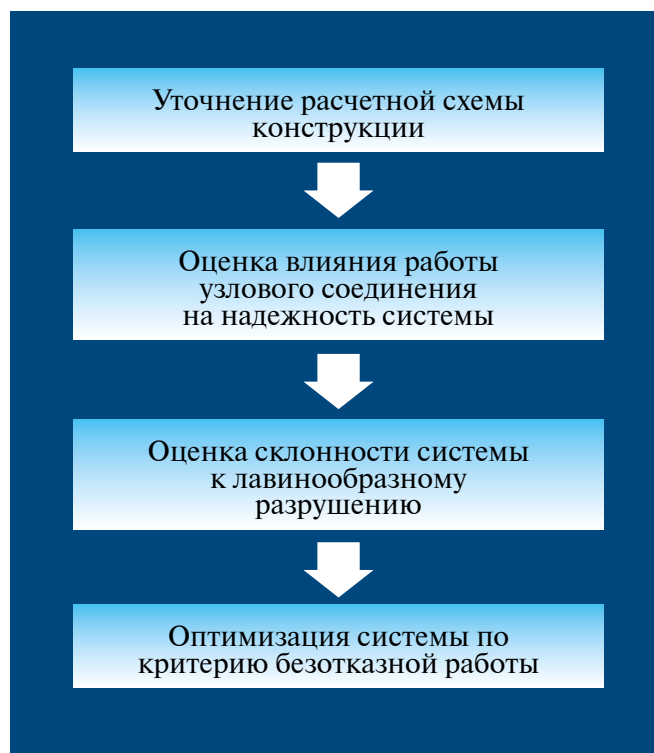 Уточнение расчетной схемы
конструкции
Оценка влияния работы
узлового соединения
на надежность системы
Оценка склонности системы
к лавинообразному
разрушению
Оптимизация системы по
критерию безотказной работы